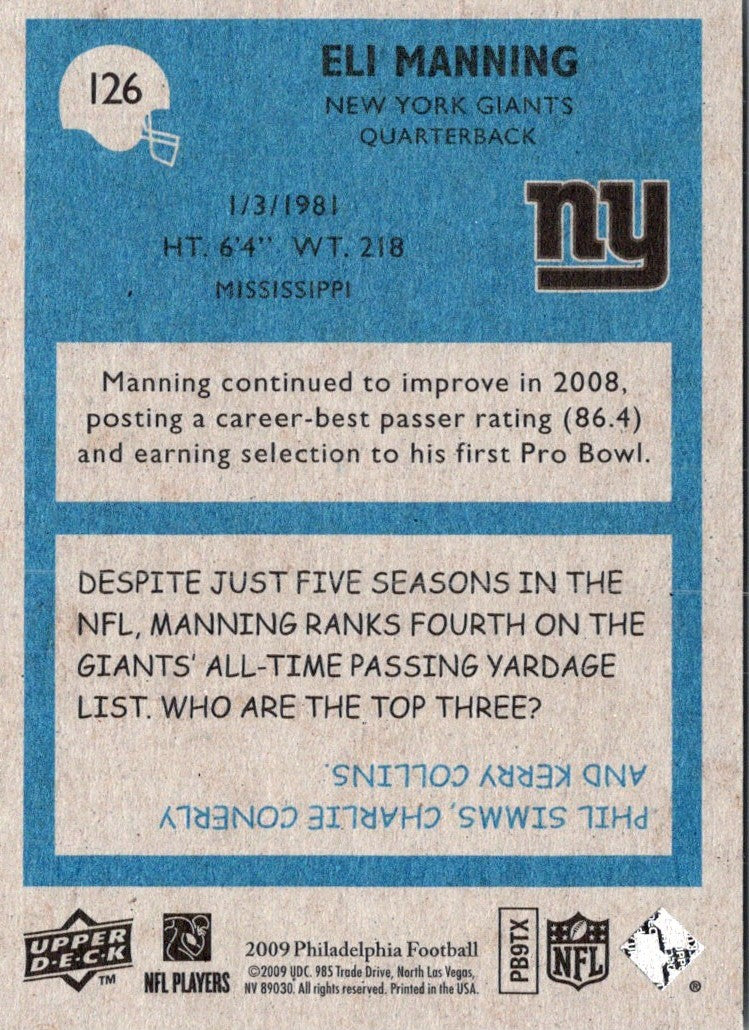 126
ELI MANNING
NEW YORK GIANTS
QUARTERBACK
ny
1/3/1981
HT. 6'4" WT. 218
MISSISSIPPI
Manning continued to improve in 2008,
posting a career-best passer rating (86.4)
and earning selection to his first Pro Bowl.
DESPITE JUST FIVE SEASONS IN THE
NFL, MANNING RANKS FOURTH ON THE
GIANTS' ALL-TIME PASSING YARDAGE
LIST. WHO ARE THE TOP THREE?
PHIL SIMMS, CHARLIE CONERLY
AND KERRY COLLINS.
UPPER
D·E·C·K
TM
NFL PLAYERS
2009 Philadelphia Football
©2009 UDC. 985 Trade Drive, North Las Vegas,
NV 89030. All rights reserved. Printed in the USA.
PB9TX
NFL
®